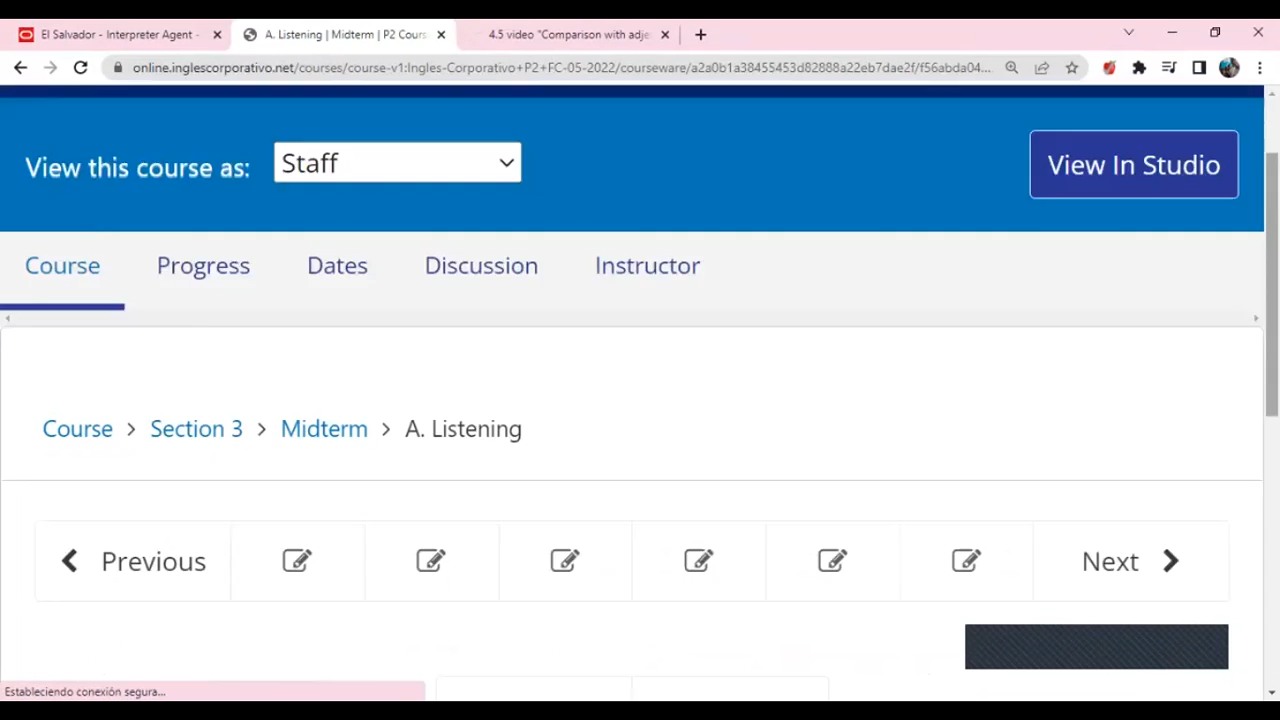 El Salvador - Interpreter Agent -
A. Listening | Midterm | P2 Cours
4.5 video "Comparison with adje
online.inglescorporativo.net/courses/course-v1:Ingles-Corporativo+P2+FC-05-2022/courseware/a2a0b1a38455453d82888a22eb7dae2f/f56abda04...
View this course as:
Staff
View In Studio
Course
Progress
Dates
Discussion
Instructor
Course > Section 3 > Midterm > A. Listening
Previous
Next
Estableciendo conexión segura...